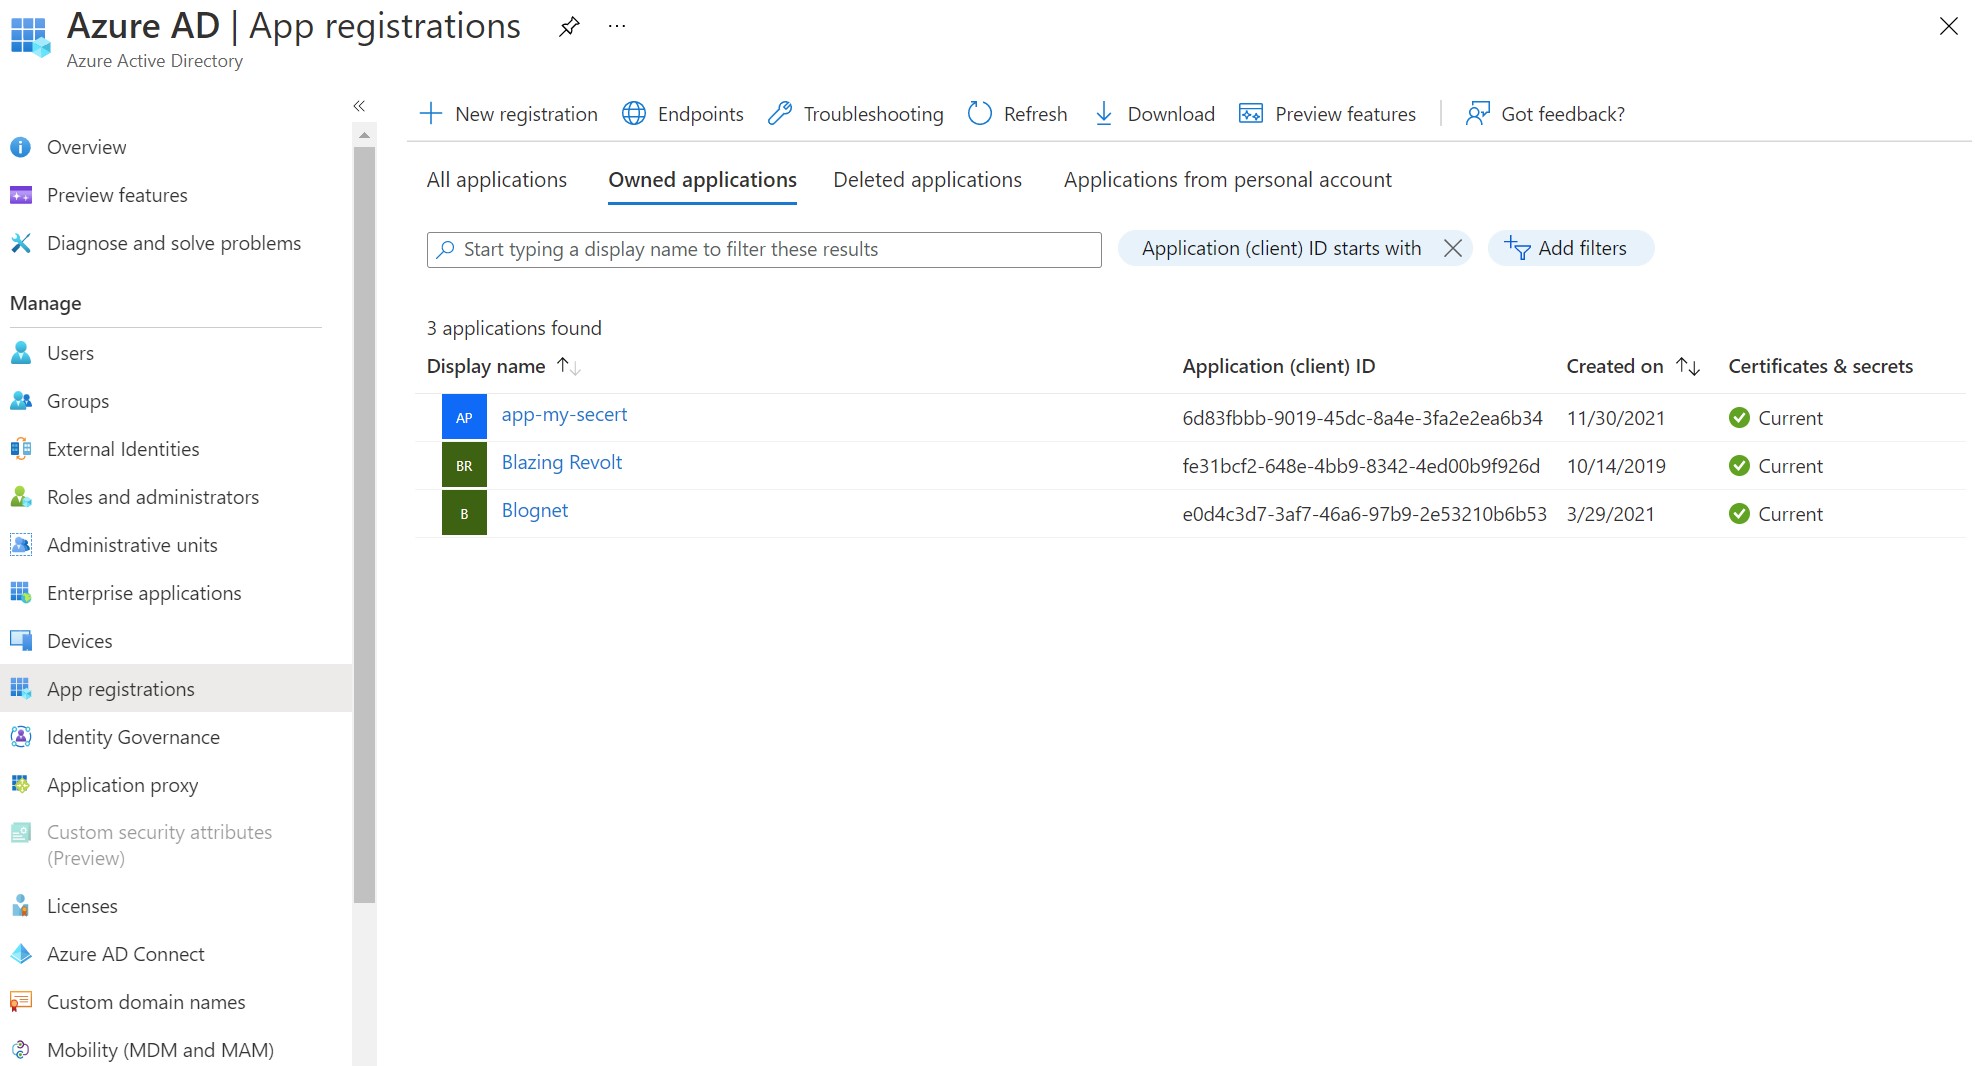 Azure AD | App registrations
Azure Active Directory
Overview
Preview features
Diagnose and solve problems
Manage
Users
Groups
External Identities
Roles and administrators
Administrative units
Enterprise applications
Devices
App registrations
Identity Governance
Application proxy
Custom security attributes
(Preview)
Licenses
Azure AD Connect
Custom domain names
Mobility (MDM and MAM)
New registration Endpoints Troubleshooting Refresh Download Preview features Got feedback?
All applications Owned applications Deleted applications Applications from personal account
Start typing a display name to filter these results Application (client) ID starts with Add filters
3 applications found
Display name Application (client) ID Created on Certificates & secrets
AP app-my-secert 6d83fbbb-9019-45dc-8a4e-3fa2e2ea6b34 11/30/2021 Current
BR Blazing Revolt fe31bcf2-648e-4bb9-8342-4ed00b9f926d 10/14/2019 Current
B Blognet e0d4c3d7-3af7-46a6-97b9-2e53210b6b53 3/29/2021 Current